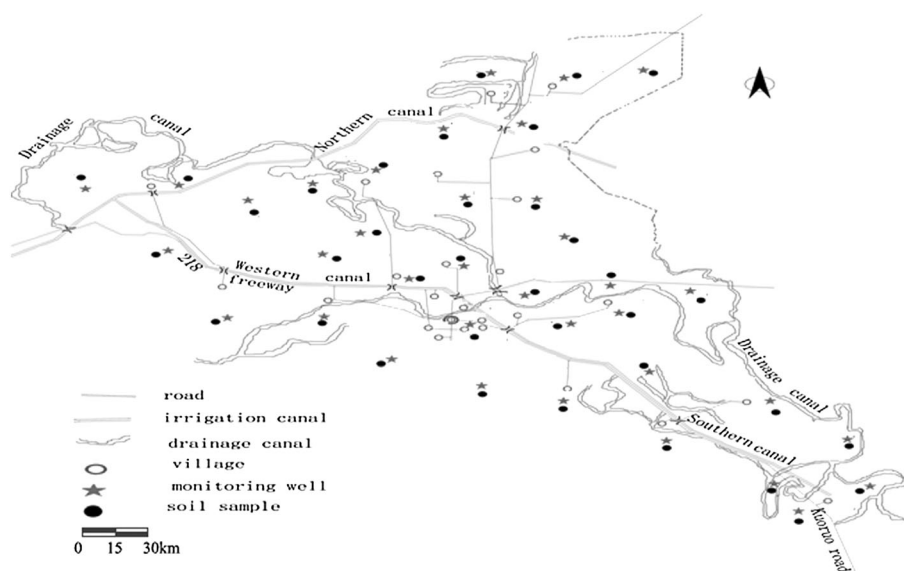 Drainage
canal
Northern
canal
218
Western
freeway
canal
Drainage
canal
Southern
canal
Kuoruo road
road
irrigation canal
drainage canal
village
monitoring well
soil sample
0 15 30km